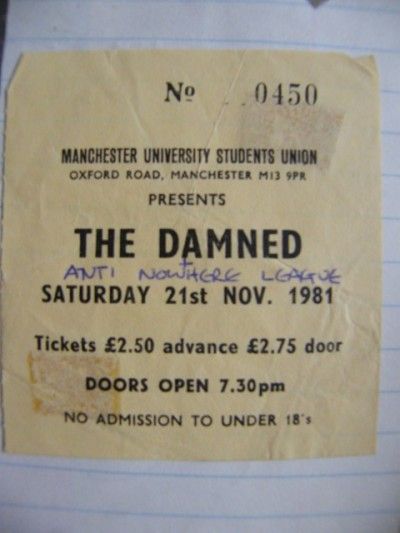 No 0450
MANCHESTER UNIVERSITY STUDENTS UNION
OXFORD ROAD, MANCHESTER M13 9PR
PRESENTS
THE DAMNED
+
ANTI NOWHERE LEAGUE
SATURDAY 21st NOV. 1981
Tickets £2.50 advance £2.75 door
DOORS OPEN 7.30pm
NO ADMISSION TO UNDER 18's